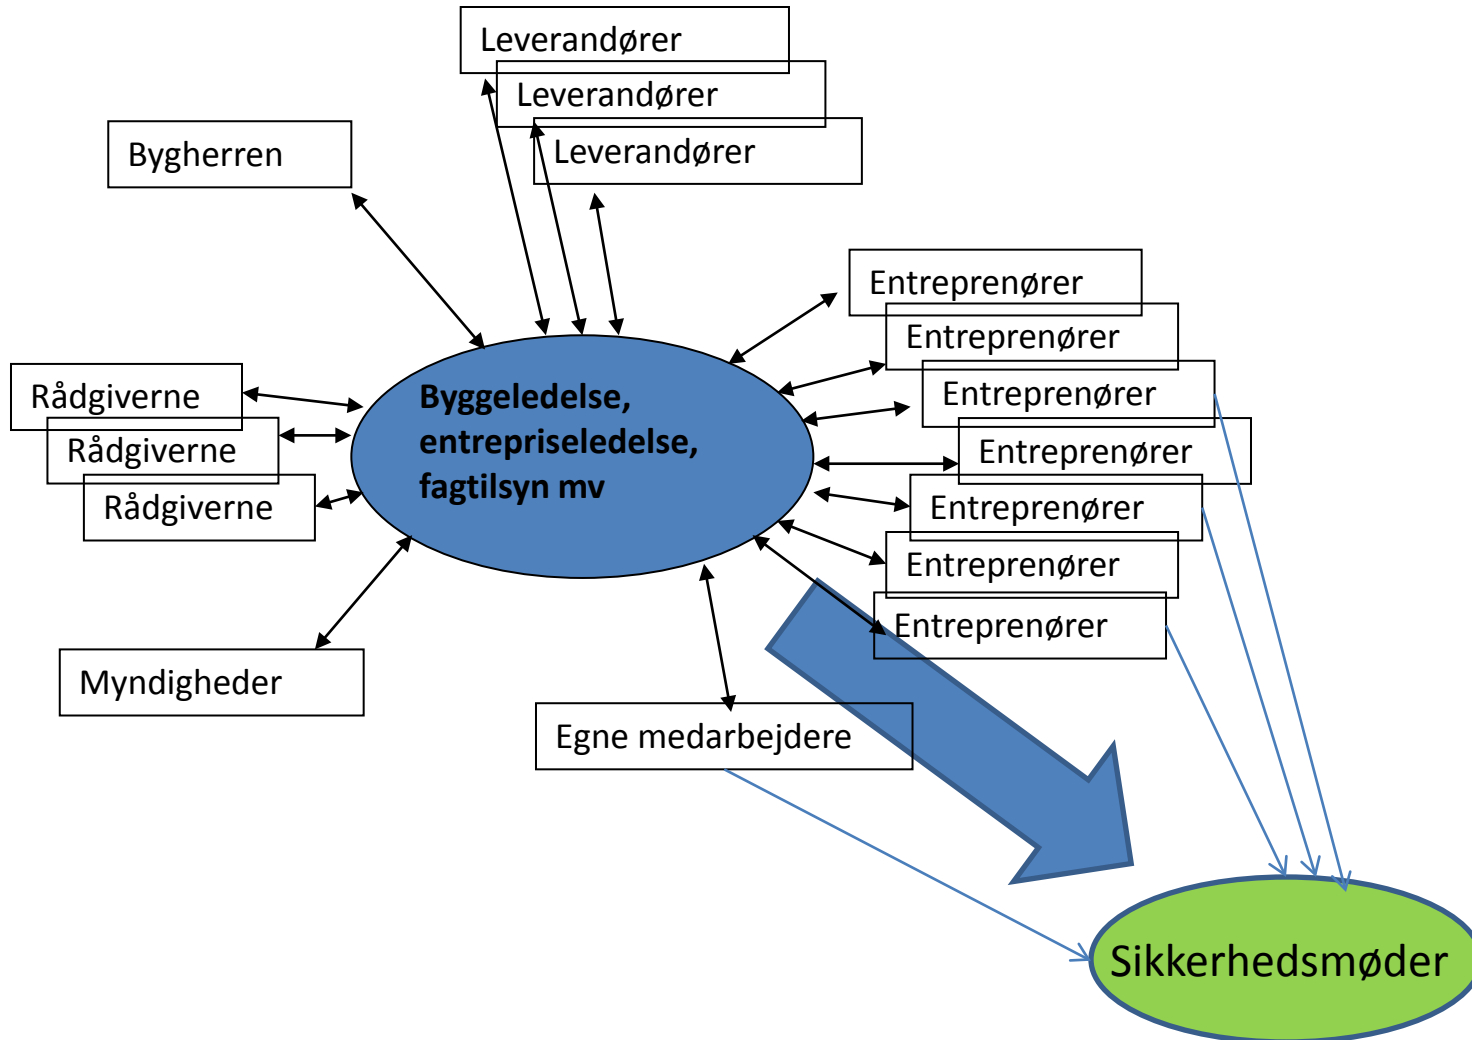 Leverandører
Leverandører
Leverandører
Bygherren
Entreprenører
Entreprenører
Entreprenører
Entreprenører
Entreprenører
Entreprenører
Entreprenører
Rådgiverne
Rådgiverne
Rådgiverne
Byggeledelse,
entrepriseledelse,
fagtilsyn mv
Myndigheder
Egne medarbejdere
Sikkerhedsmøder